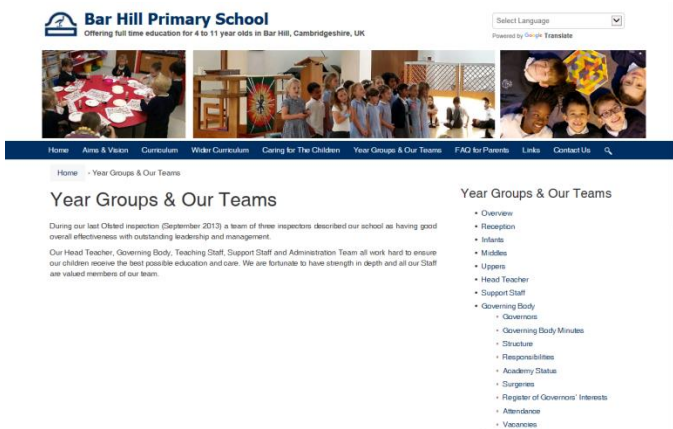 Bar Hill Primary School
Offering full time education for 4 to 11 year olds in Bar Hill, Cambridgeshire, UK
Select Language
Powered by Google Translate
Home Aims & Vision Curriculum Wider Curriculum Caring for The Children Year Groups & Our Teams FAQ for Parents Links Contact Us
Home - Year Groups & Our Teams
Year Groups & Our Teams
During our last Ofsted inspection (September 2013) a team of three inspectors described our school as having good
overall effectiveness with outstanding leadership and management.
Our Head Teacher, Governing Body, Teaching Staff, Support Staff and Administration Team all work hard to ensure
our children receive the best possible education and care. We are fortunate to have strength in depth and all our Staff
are valued members of our team.
Year Groups & Our Teams
• Overview
• Reception
• Infants
• Middles
• Uppers
• Head Teacher
• Support Staff
• Governing Body
• Governors
• Governing Body Minutes
• Structure
• Responsibilities
• Academy Status
• Surgeries
• Register of Governors' Interests
• Attendance
• Vacancies